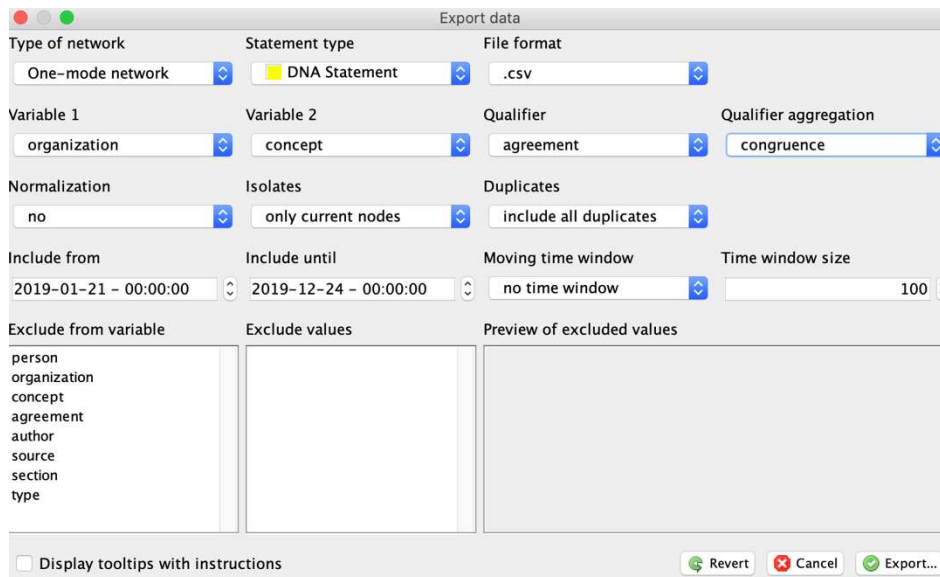 Export data
Type of network Statement type File format
One-mode network DNA Statement .csv
Variable 1 Variable 2 Qualifier Qualifier aggregation
organization concept agreement congruence
Normalization Isolates Duplicates
no only current nodes include all duplicates
Include from Include until Moving time window Time window size
2019-01-21 - 00:00:00 2019-12-24 - 00:00:00 no time window 100
Exclude from variable Exclude values Preview of excluded values
person
organization
concept
agreement
author
source
section
type
Display tooltips with instructions Revert Cancel Export...